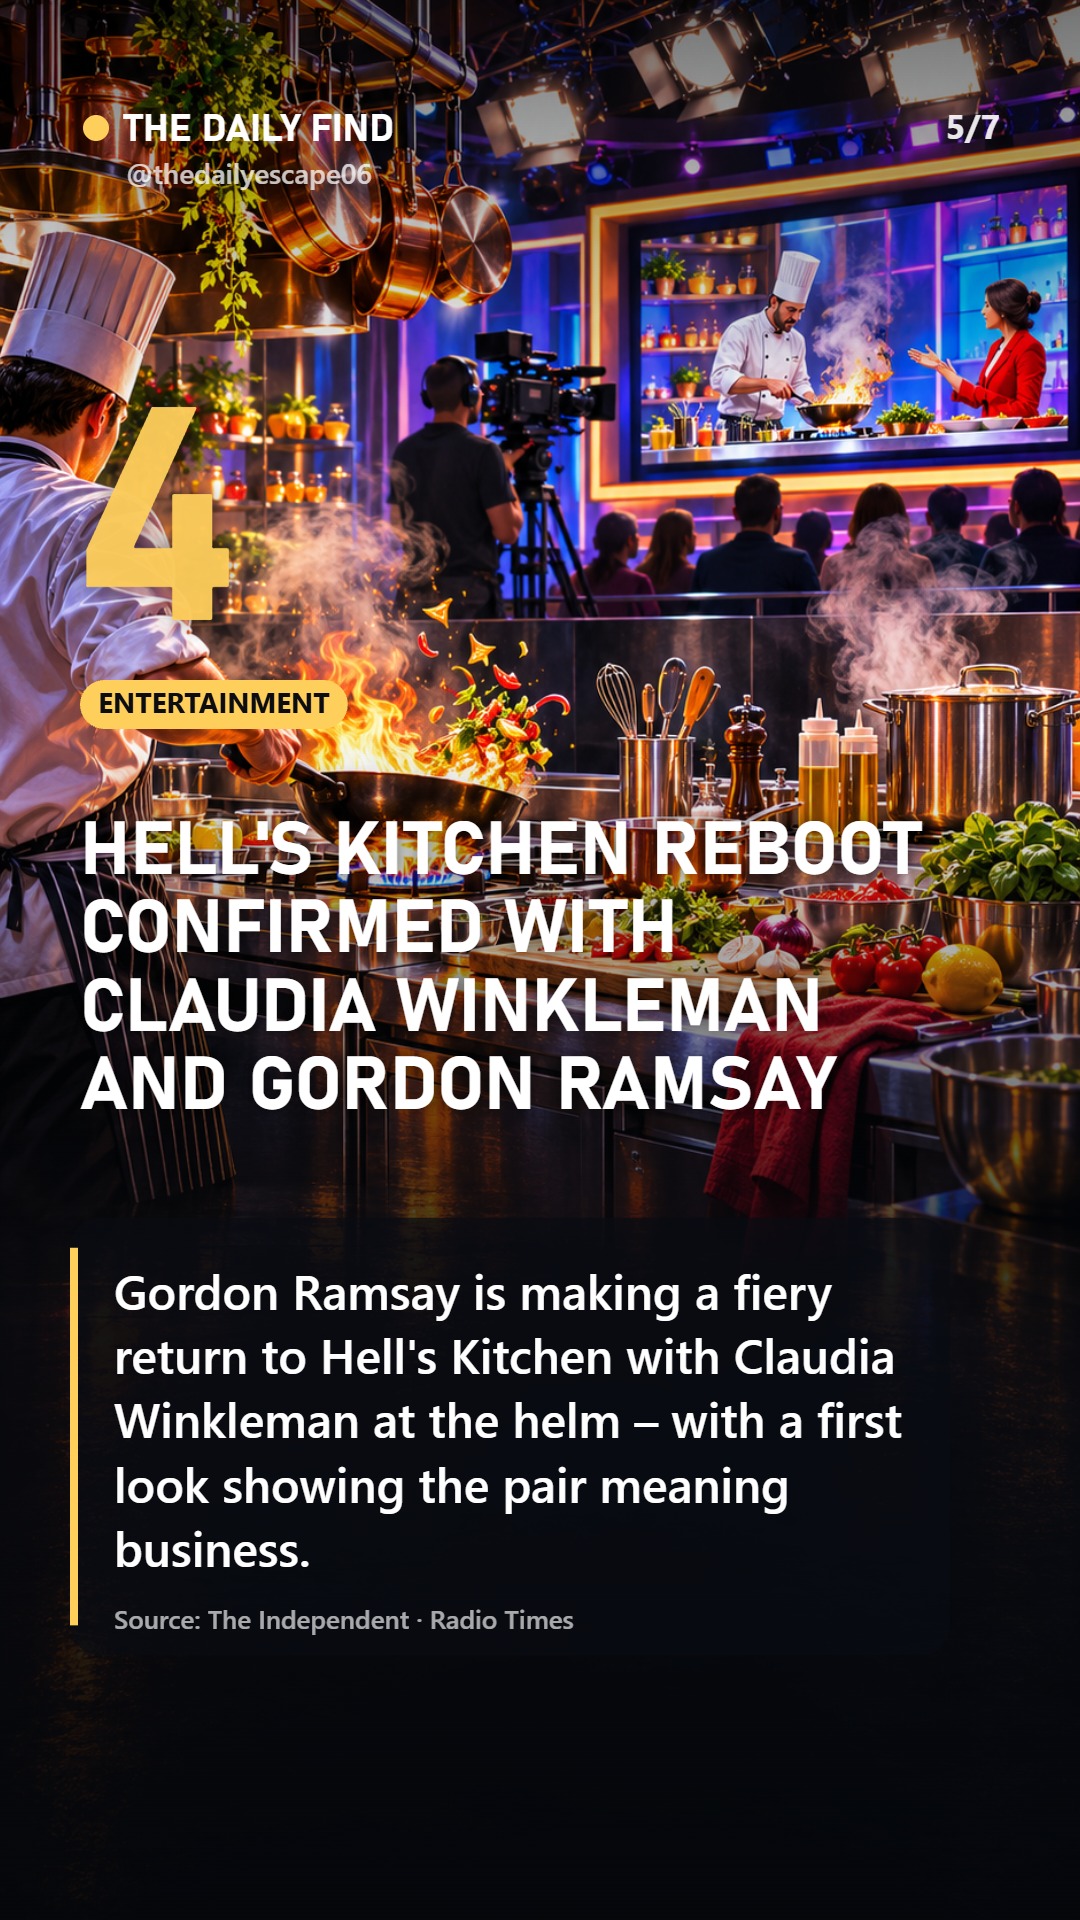 THE DAILY FIND
5/7
@thedailyescape06
4
ENTERTAINMENT
HELL'S KITCHEN REBOOT
CONFIRMED WITH
CLAUDIA WINKLEMAN
AND GORDON RAMSAY
Gordon Ramsay is making a fiery
return to Hell's Kitchen with Claudia
Winkleman at the helm – with a first
look showing the pair meaning
business.
Source: The Independent · Radio Times